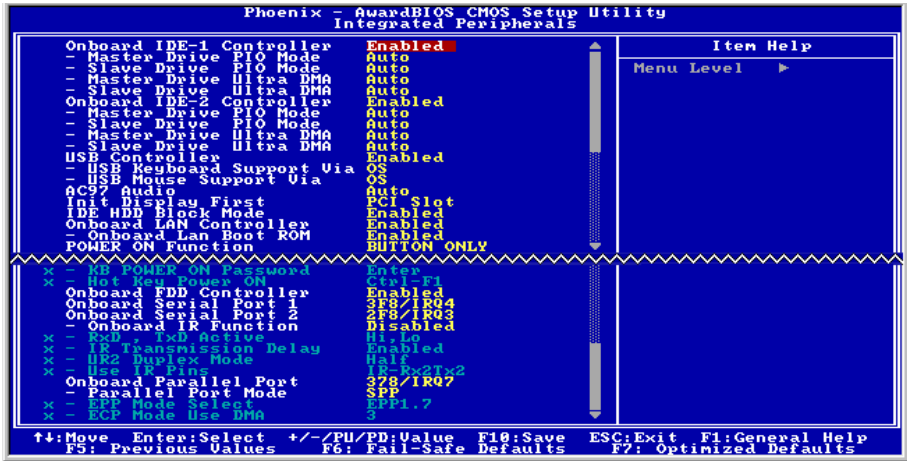 Phoenix - AwardBIOS CMOS Setup Utility
Integrated Peripherals
Onboard IDE-1 Controller Enabled
- Master Drive PIO Mode Auto
- Slave Drive PIO Mode Auto
- Master Drive Ultra DMA Auto
- Slave Drive Ultra DMA Auto
Onboard IDE-2 Controller Enabled
- Master Drive PIO Mode Auto
- Slave Drive PIO Mode Auto
- Master Drive Ultra DMA Auto
- Slave Drive Ultra DMA Auto
USB Controller Enabled
- USB Keyboard Support Via OS
- USB Mouse Support Via OS
AC97 Audio Auto
Init Display First PCI Slot
IDE HDD Block Mode Enabled
Onboard LAN Controller Enabled
- Onboard Lan Boot ROM Enabled
POWER ON Function BUTTON ONLY
x - KB POWER ON Password Enter
x - Hot Key Power ON Ctrl-F1
Onboard FDD Controller Enabled
Onboard Serial Port 1 3F8/IRQ4
Onboard Serial Port 2 2F8/IRQ3
- Onboard IR Function Disabled
x - RxD , TxD Active Hi,Lo
x - IR Transmission Delay Enabled
x - UR2 Duplex Mode Half
x - Use IR Pins IR-Rx2Tx2
Onboard Parallel Port 378/IRQ7
- Parallel Port Mode SPP
x - EPP Mode Select EPP1.7
x - ECP Mode Use DMA 3
Item Help
Menu Level ►
↑↓:Move Enter:Select +/-/PU/PD:Value F10:Save ESC:Exit F1:General Help
F5: Previous Values F6: Fail-Safe Defaults F7: Optimized Defaults